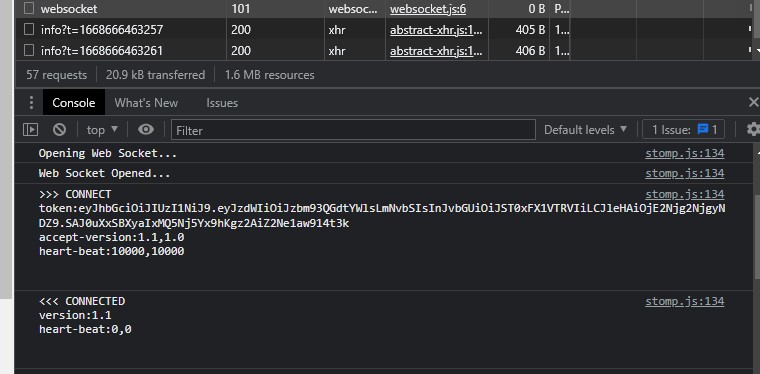 websocket 101 websoc... websocket.js:6 0 B P...
info?t=1668666463257 200 xhr abstract-xhr.js:1... 405 B 1...
info?t=1668666463261 200 xhr abstract-xhr.js:1... 406 B 1...
57 requests 20.9 kB transferred 1.6 MB resources
Console What's New Issues
top Filter Default levels 1 Issue: 1
Opening Web Socket... stomp.js:134
Web Socket Opened... stomp.js:134
>>> CONNECT stomp.js:134
token:eyJhbGciOiJIUzI1NiJ9.eyJzdWIiOiJzbm93QGdtYWlsLmNvbSIsInJvbGUiOiJST0xFX1VTRVIiLCJleHAiOjE2Njg2NjgyN
DZ9.SAJ0uXxSBXyaIxMQ5Nj5Yx9hKgz2AiZ2Ne1aw914t3k
accept-version:1.1,1.0
heart-beat:10000,10000
<<< CONNECTED stomp.js:134
version:1.1
heart-beat:0,0